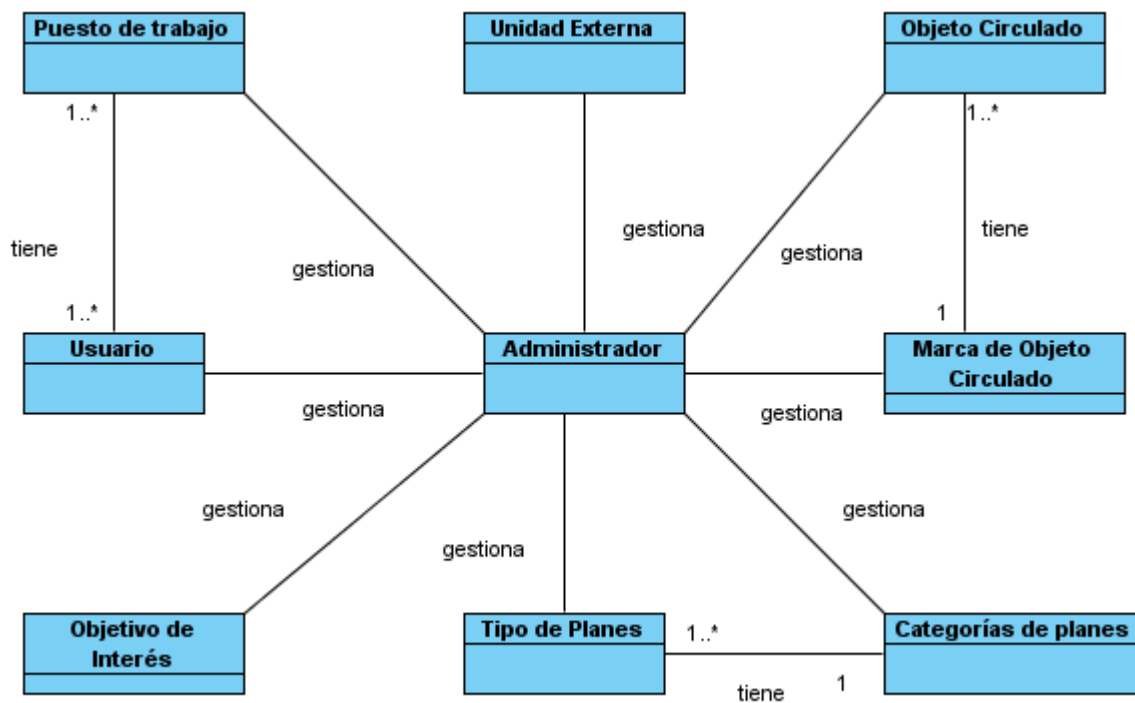 Puesto de trabajo
Unidad Externa
Objeto Circulado
1..*
1..*
tiene
gestiona
gestiona
gestiona
tiene
1..*
1
Usuario
Administrador
Marca de Objeto
Circulado
gestiona
gestiona
gestiona
gestiona
gestiona
Objetivo de
Interés
Tipo de Planes
1..*
Categorías de planes
tiene
1